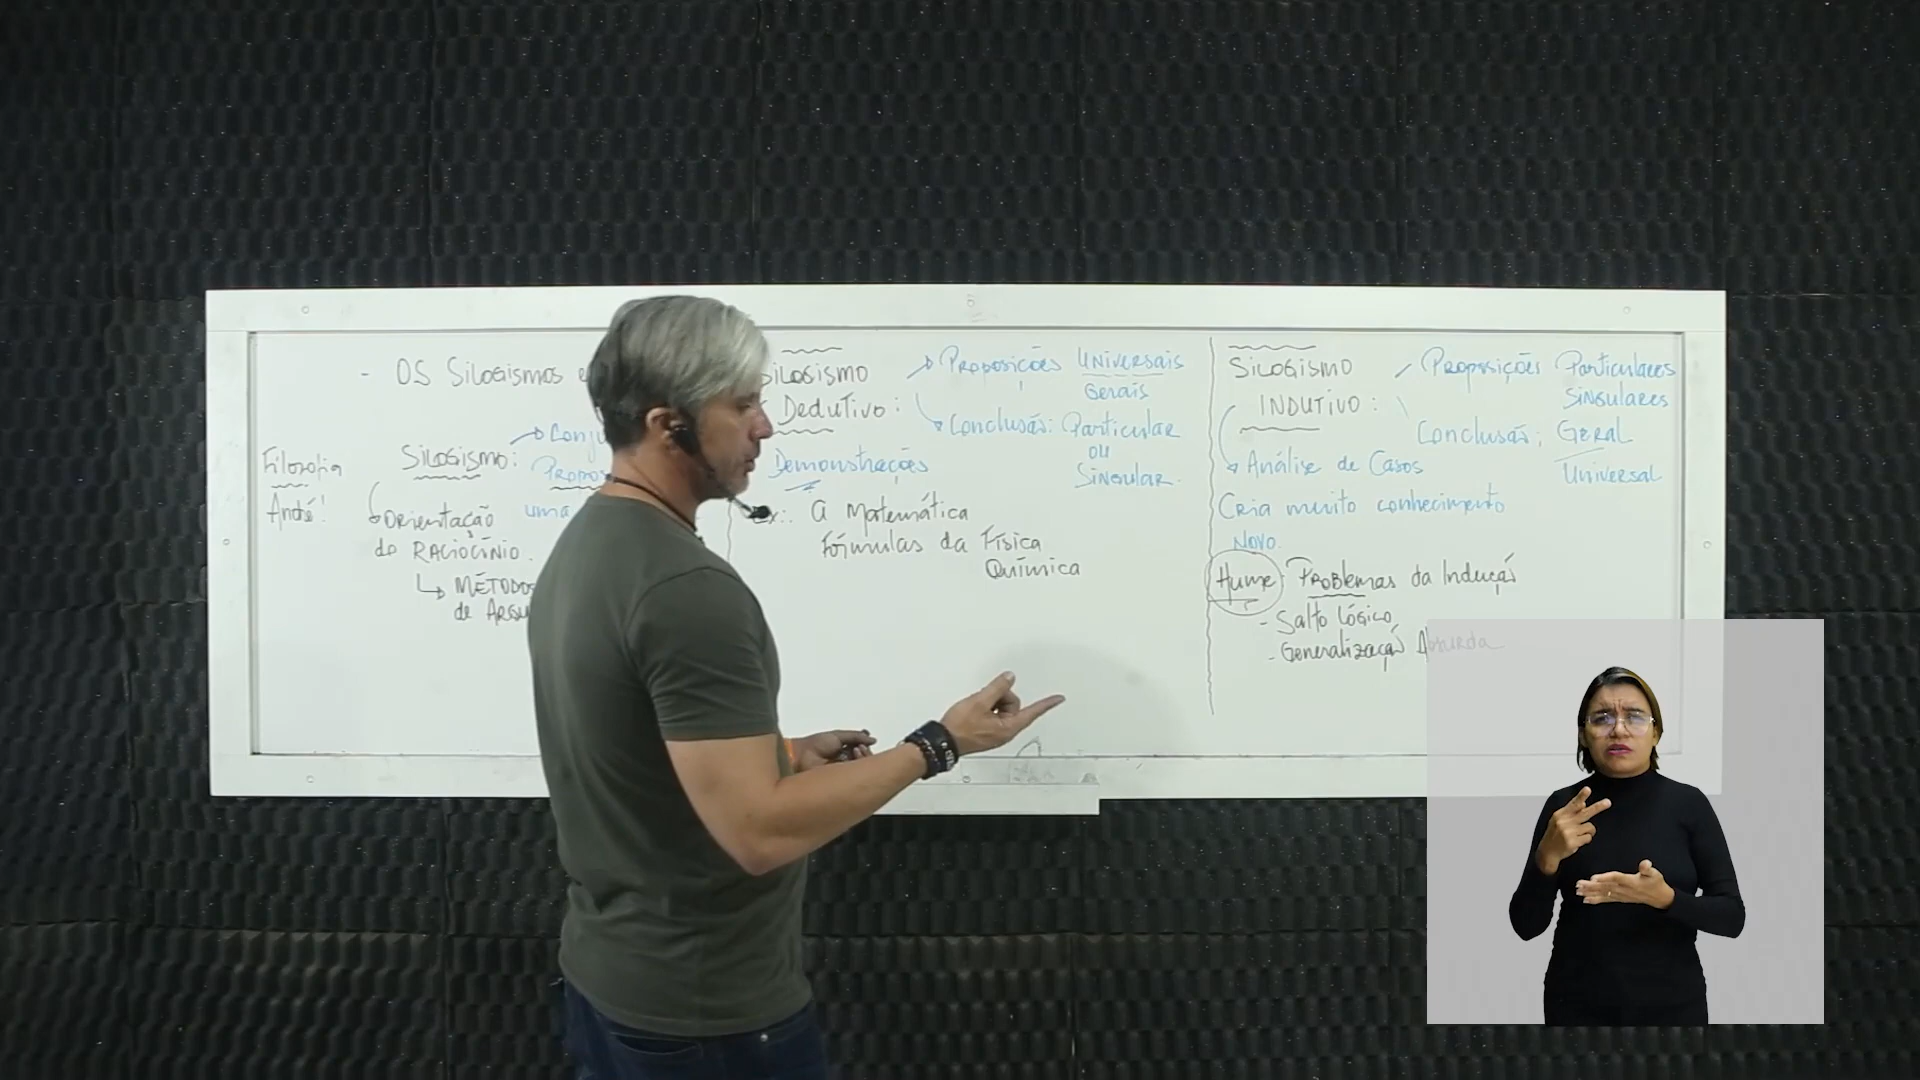 - OS SILOGISMOS
Filosofia
André!
SILOGISMO:
Orientação
do RACIOCÍNIO.
MÉTODOS
de
uma
SILOGISMO
Dedutivo:
Proposições UNIVERSAIS
Gerais
Conclusão: Particular
ou
Singular.
Demonstrações
Ex.: A Matemática
Fórmulas da Física
Química
SILOGISMO
INDUTIVO:
Proposições Particulares
Singulares
Conclusão: GERAL
Universal
Análise de Casos
Cria muito conhecimento
NOVO.
Hume: PROBlemas da Indução
- Salto lógico
- Generalização Absurda